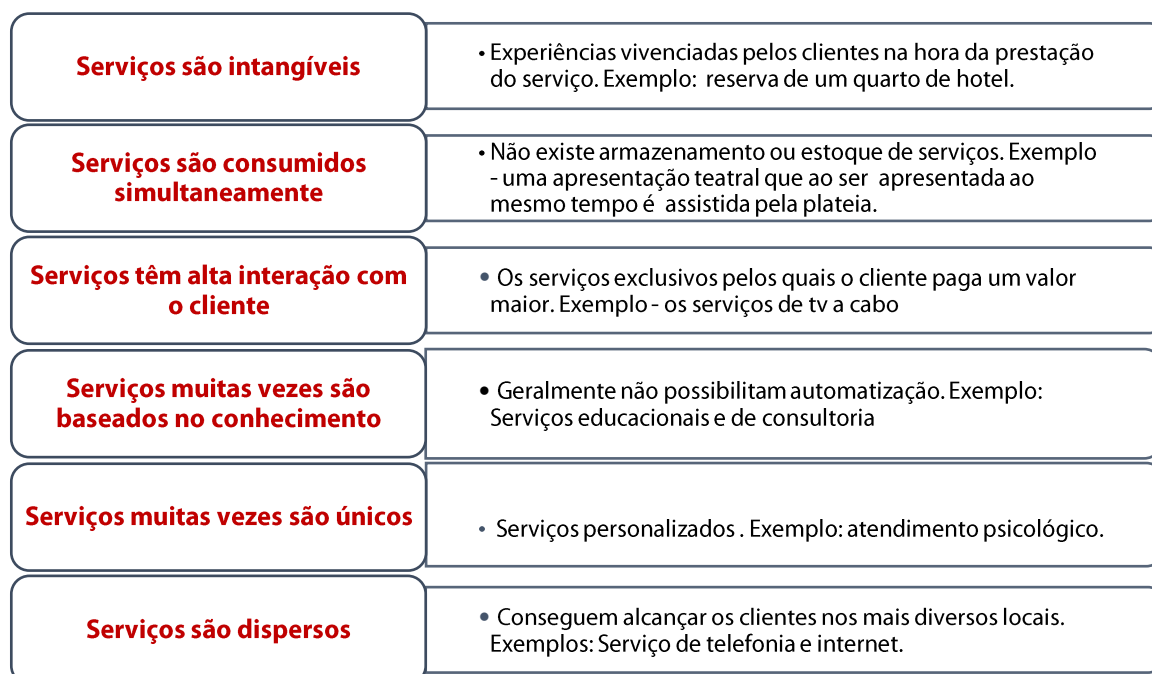 Serviços são intangíveis
• Experiências vivenciadas pelos clientes na hora da prestação
do serviço. Exemplo: reserva de um quarto de hotel.
Serviços são consumidos
simultaneamente
• Não existe armazenamento ou estoque de serviços. Exemplo
- uma apresentação teatral que ao ser apresentada ao
mesmo tempo é assistida pela plateia.
Serviços têm alta interação com
o cliente
• Os serviços exclusivos pelos quais o cliente paga um valor
maior. Exemplo - os serviços de tv a cabo
Serviços muitas vezes são
baseados no conhecimento
• Geralmente não possibilitam automatização. Exemplo:
Serviços educacionais e de consultoria
Serviços muitas vezes são únicos
• Serviços personalizados . Exemplo: atendimento psicológico.
Serviços são dispersos
• Conseguem alcançar os clientes nos mais diversos locais.
Exemplos: Serviço de telefonia e internet.